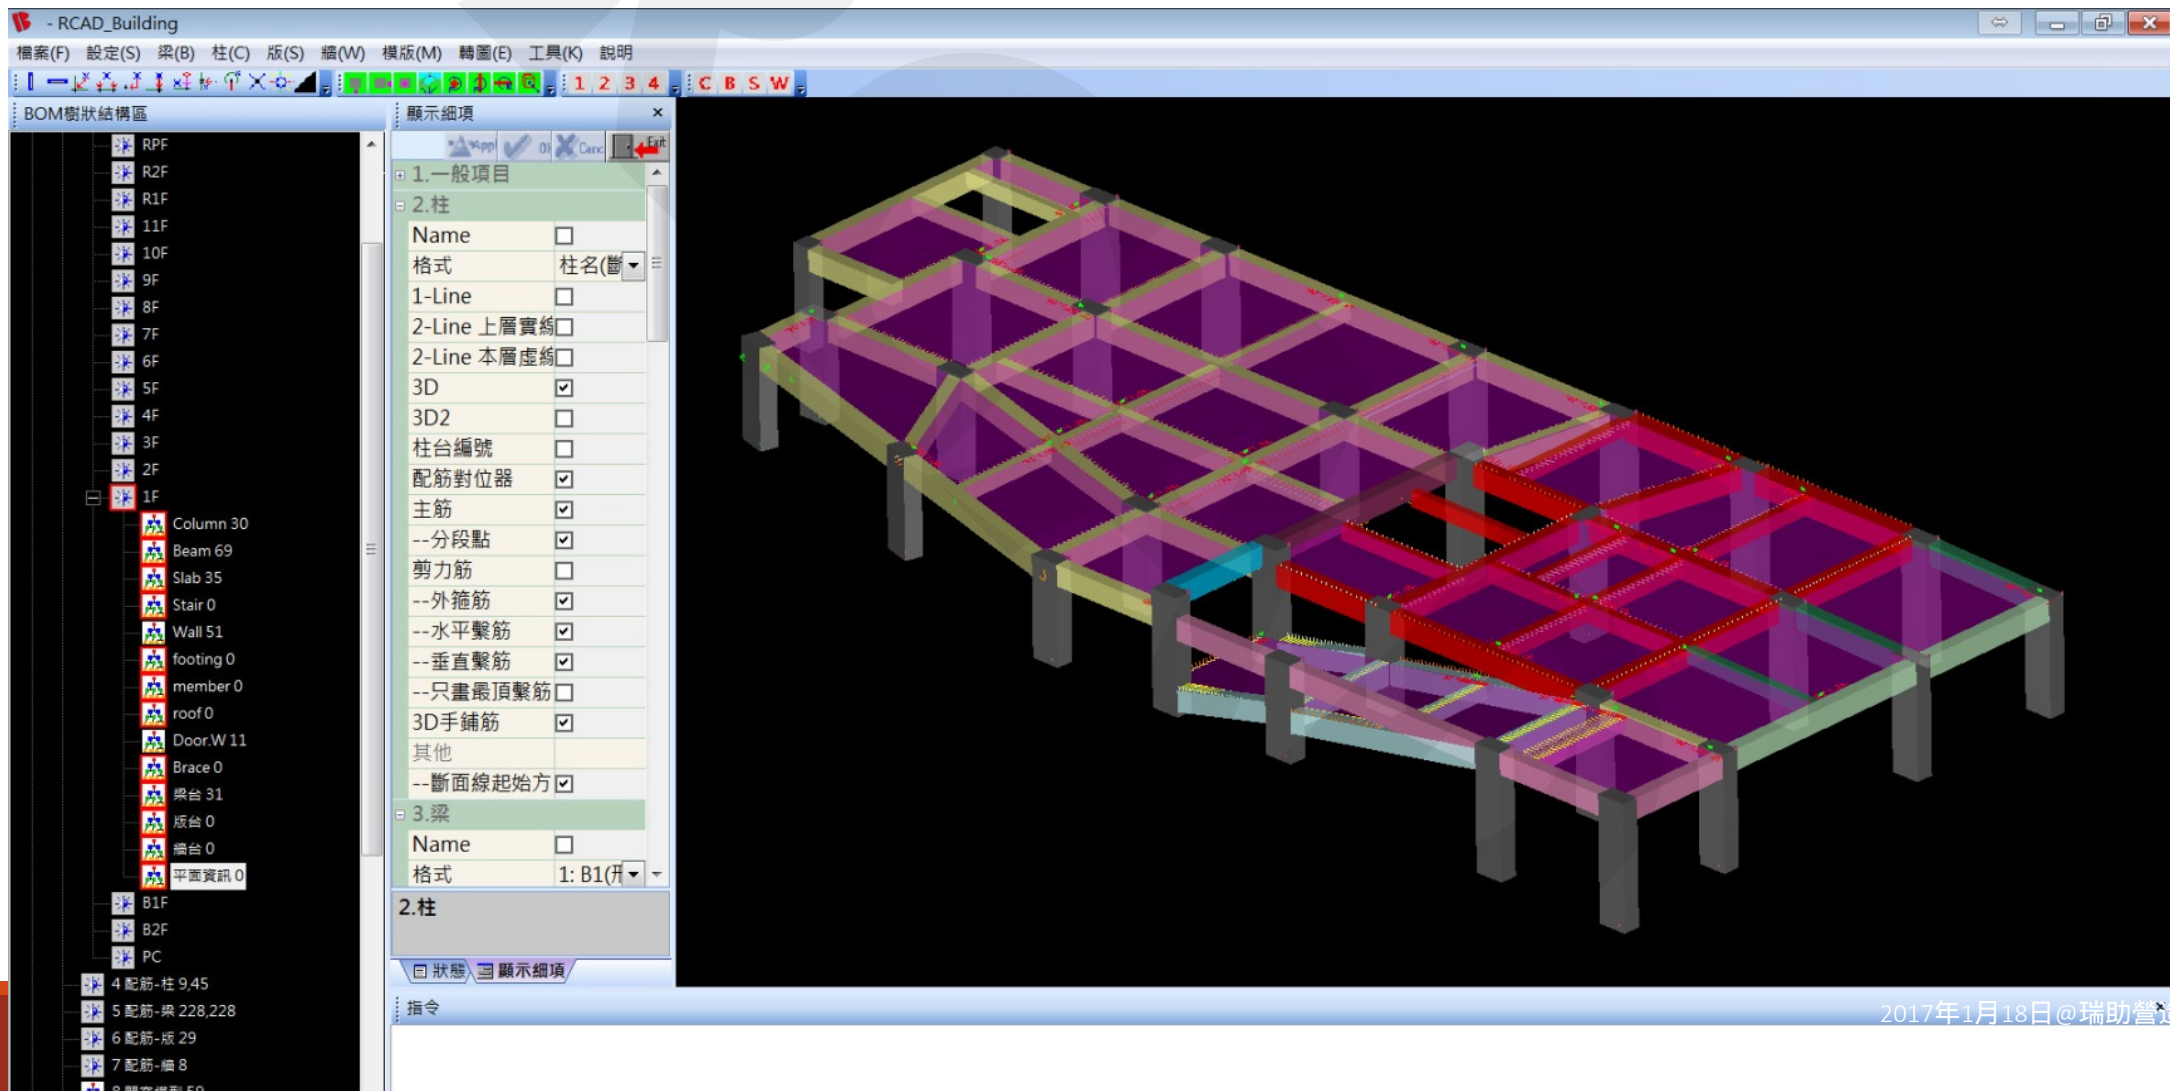 - RCAD_Building
檔案(F) 設定(S) 梁(B) 柱(C) 版(S) 牆(W) 模版(M) 轉圖(E) 工具(K) 說明
1 2 3 4 C B S W
BOM樹狀結構區
RPF
R2F
R1F
11F
10F
9F
8F
7F
6F
5F
4F
3F
2F
1F
Column 30
Beam 69
Slab 35
Stair 0
Wall 51
footing 0
member 0
roof 0
Door.W 11
Brace 0
梁台 31
版台 0
牆台 0
平面資訊 0
B1F
B2F
PC
4 配筋-柱 9,45
5 配筋-梁 228,228
6 配筋-版 29
7 配筋-牆 8
顯示細項
Appl Canc Exit
1.一般項目
2.柱
Name
格式 柱名(斷
1-Line
2-Line 上層實線
2-Line 本層虛線
3D
3D2
柱台編號
配筋對位器
主筋
--分段點
剪力筋
--外箍筋
--水平繫筋
--垂直繫筋
--只畫最頂繫筋
3D手鋪筋
其他
--斷面線起始方
3.梁
Name
格式 1: B1(形
2.柱
狀態 顯示細項
指令
2017年1月18日@瑞助營造